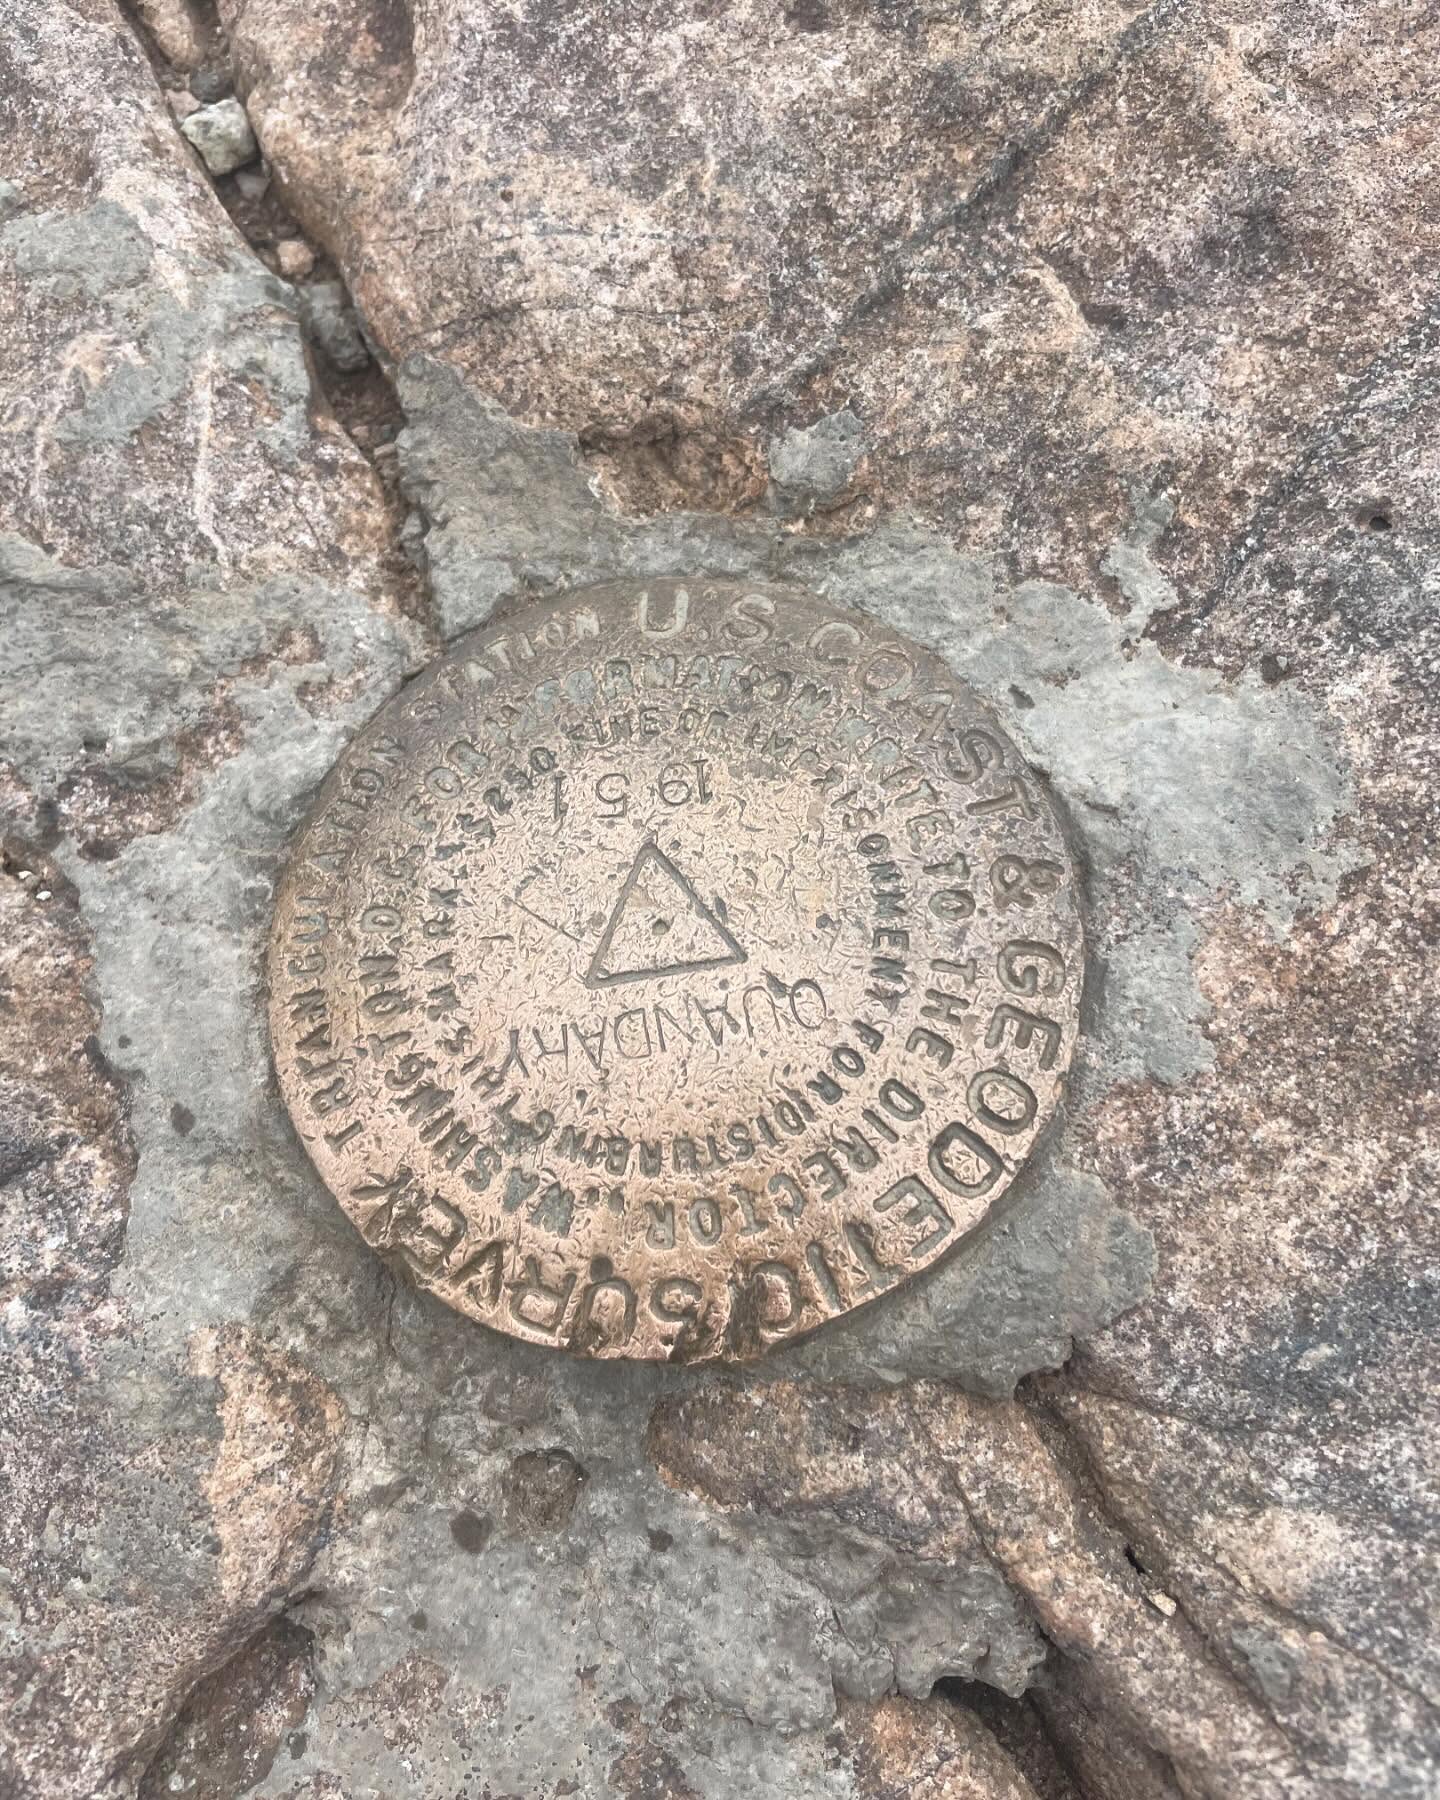 U.S. COAST & GEODETIC SURVEY
TRIANGULATION STATION
FOR INFORMATION WRITE TO THE DIRECTOR WASHINGTON, D.C.
$250 FINE OR IMPRISONMENT FOR DISTURBING THIS MARK
QUANDARY
1951